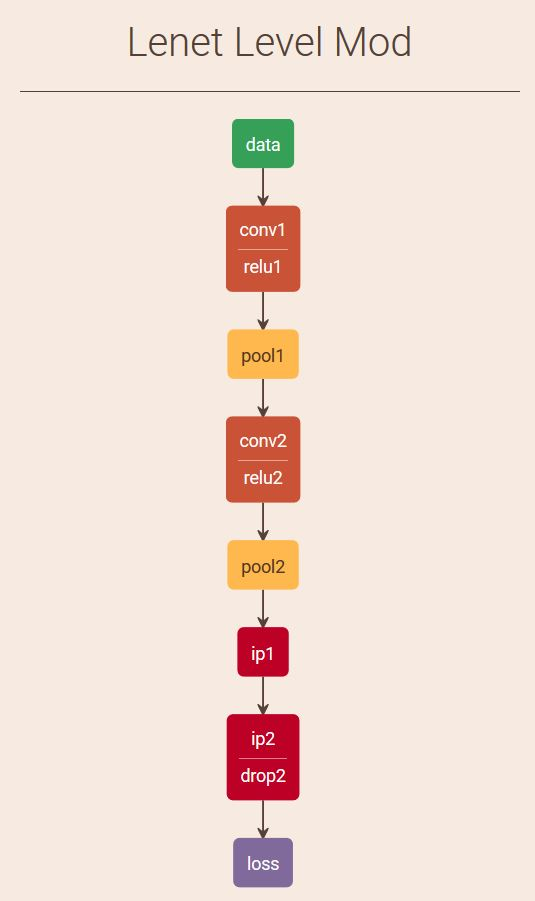 Lenet Level Mod
data
conv1
relu1
pool1
conv2
relu2
pool2
ip1
ip2
drop2
loss